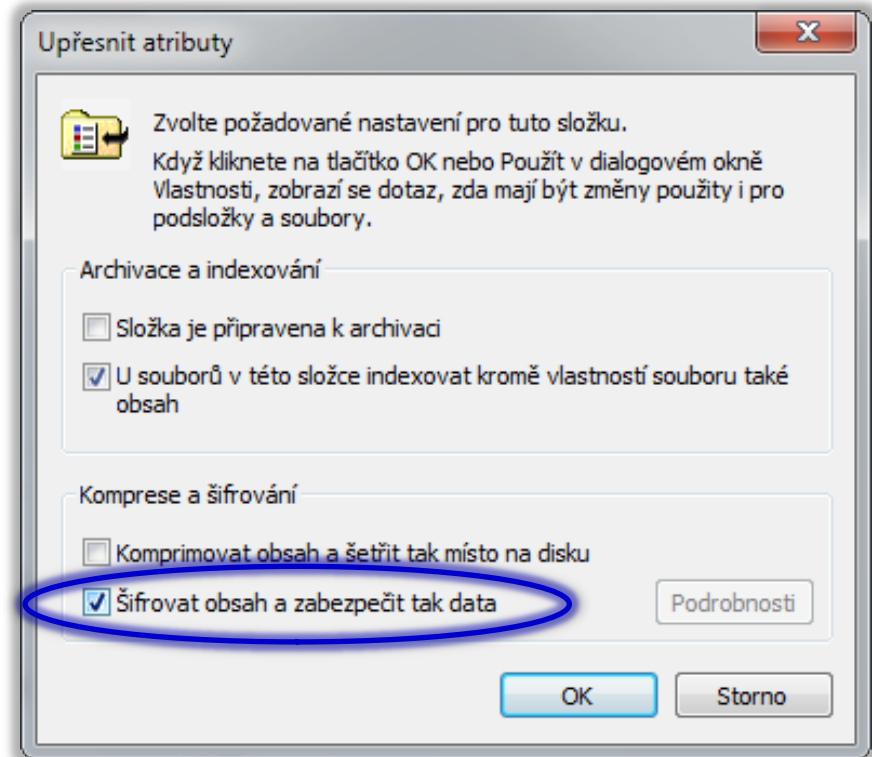 Upřesnit atributy
Zvolte požadované nastavení pro tuto složku.
Když kliknete na tlačítko OK nebo Použít v dialogovém okně
Vlastnosti, zobrazí se dotaz, zda mají být změny použity i pro
podsložky a soubory.
Archivace a indexování
Složka je připravena k archivaci
U souborů v této složce indexovat kromě vlastností souboru také
obsah
Komprese a šifrování
Komprimovat obsah a šetřit tak místo na disku
Šifrovat obsah a zabezpečit tak data
Podrobnosti
OK
Storno